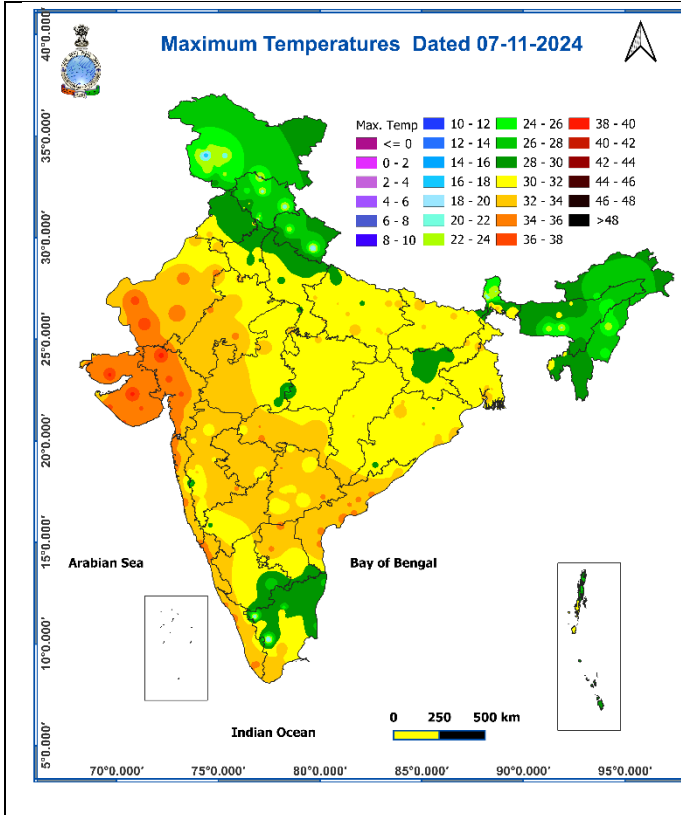 Maximum Temperatures Dated 07-11-2024
Max. Temp
<= 0
0 - 2
2 - 4
4 - 6
6 - 8
8 - 10
10 - 12
12 - 14
14 - 16
16 - 18
18 - 20
20 - 22
22 - 24
24 - 26
26 - 28
28 - 30
30 - 32
32 - 34
34 - 36
36 - 38
38 - 40
40 - 42
42 - 44
44 - 46
46 - 48
>48
40°0.000'
35°0.000'
30°0.000'
25°0.000'
20°0.000'
15°0.000'
10°0.000'
5°0.000'
Arabian Sea
Bay of Bengal
Indian Ocean
0 250 500 km
70°0.000' 75°0.000' 80°0.000' 85°0.000' 90°0.000' 95°0.000'